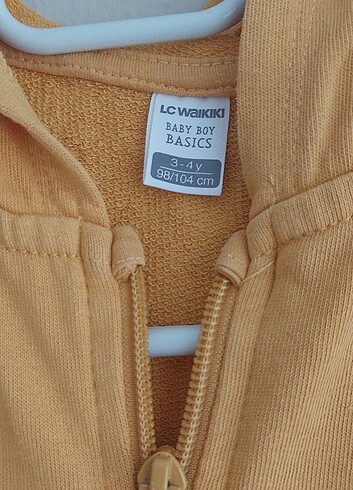 LC WAIKIKI
BABY BOY
BASICS
3-4 y
98/104 cm